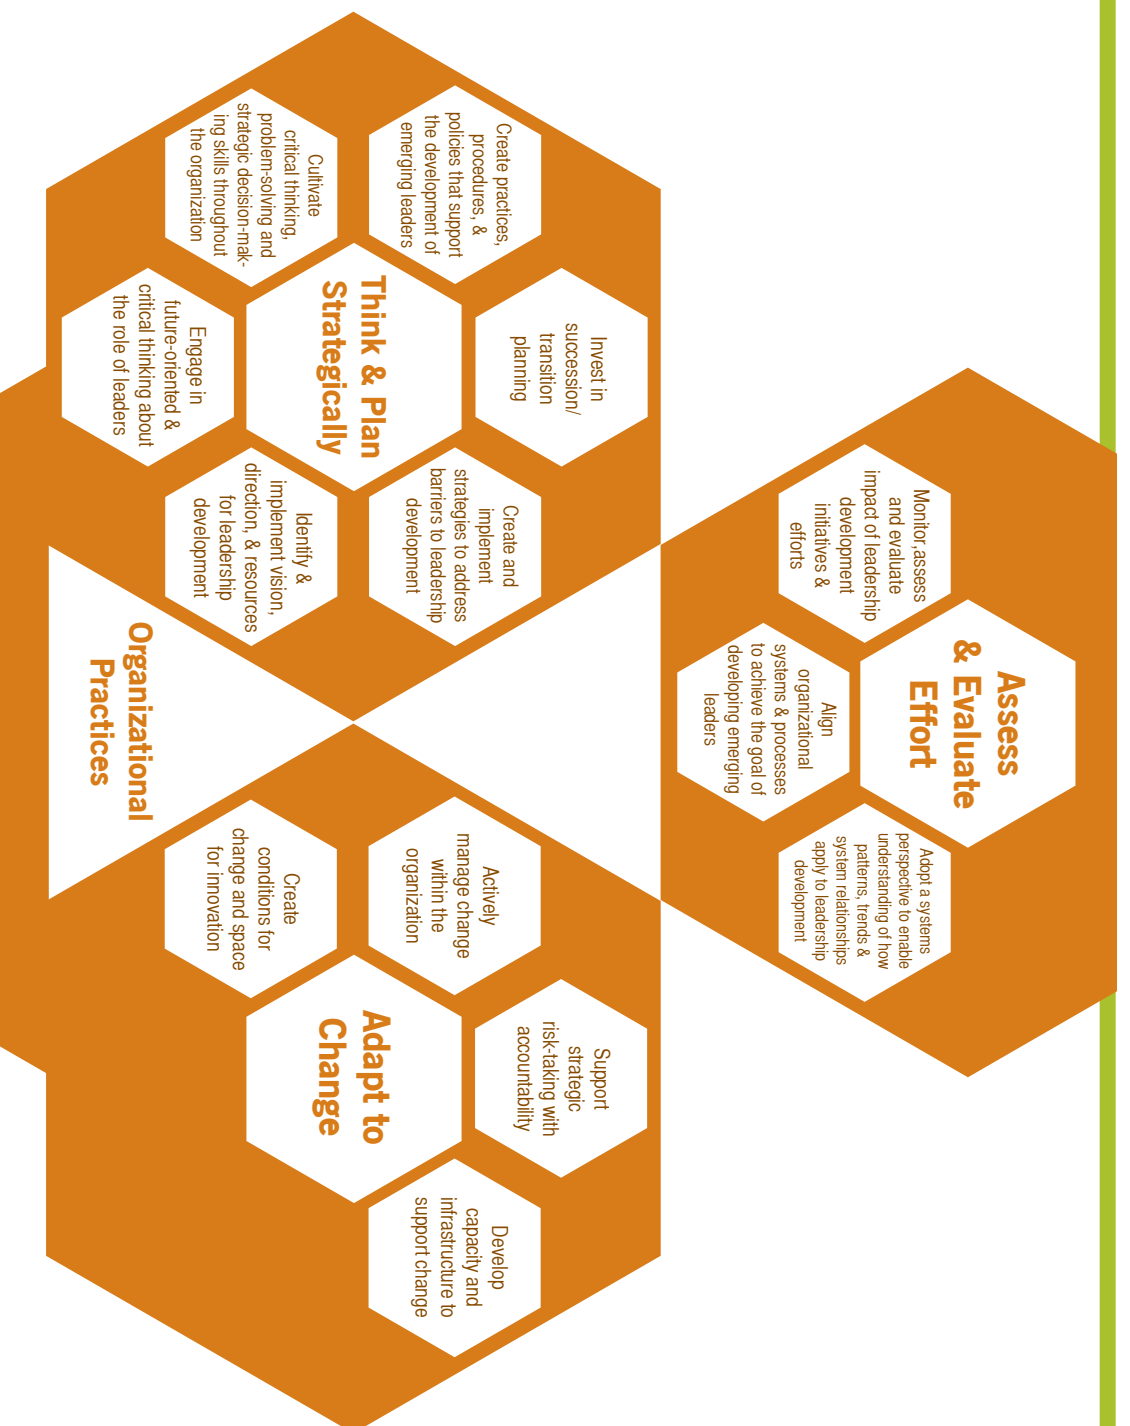 Assess
& Evaluate
Effort
Monitor,assess
and evaluate
impact of leadership
development
initiatives &
efforts
Align
organizational
systems & processes
to achieve the goal of
developing emerging
leaders
Adopt a systems
perspective to enable
understanding of how
patterns, trends &
system relationships
apply to leadership
development
Think & Plan
Strategically
Create practices,
procedures, &
policies that support
the development of
emerging leaders
Invest in
succession/
transition
planning
Create and
implement
strategies to address
barriers to leadership
development
Cultivate
critical thinking,
problem-solving and
strategic decision-mak-
ing skills throughout
the organization
Engage in
future-oriented &
critical thinking about
the role of leaders
Identify &
implement vision,
direction, & resources
for leadership
development
Adapt to
Change
Actively
manage change
within the
organization
Support
strategic
risk-taking with
accountability
Develop
capacity and
infrastructure to
support change
Create
conditions for
change and space
for innovation
Organizational
Practices